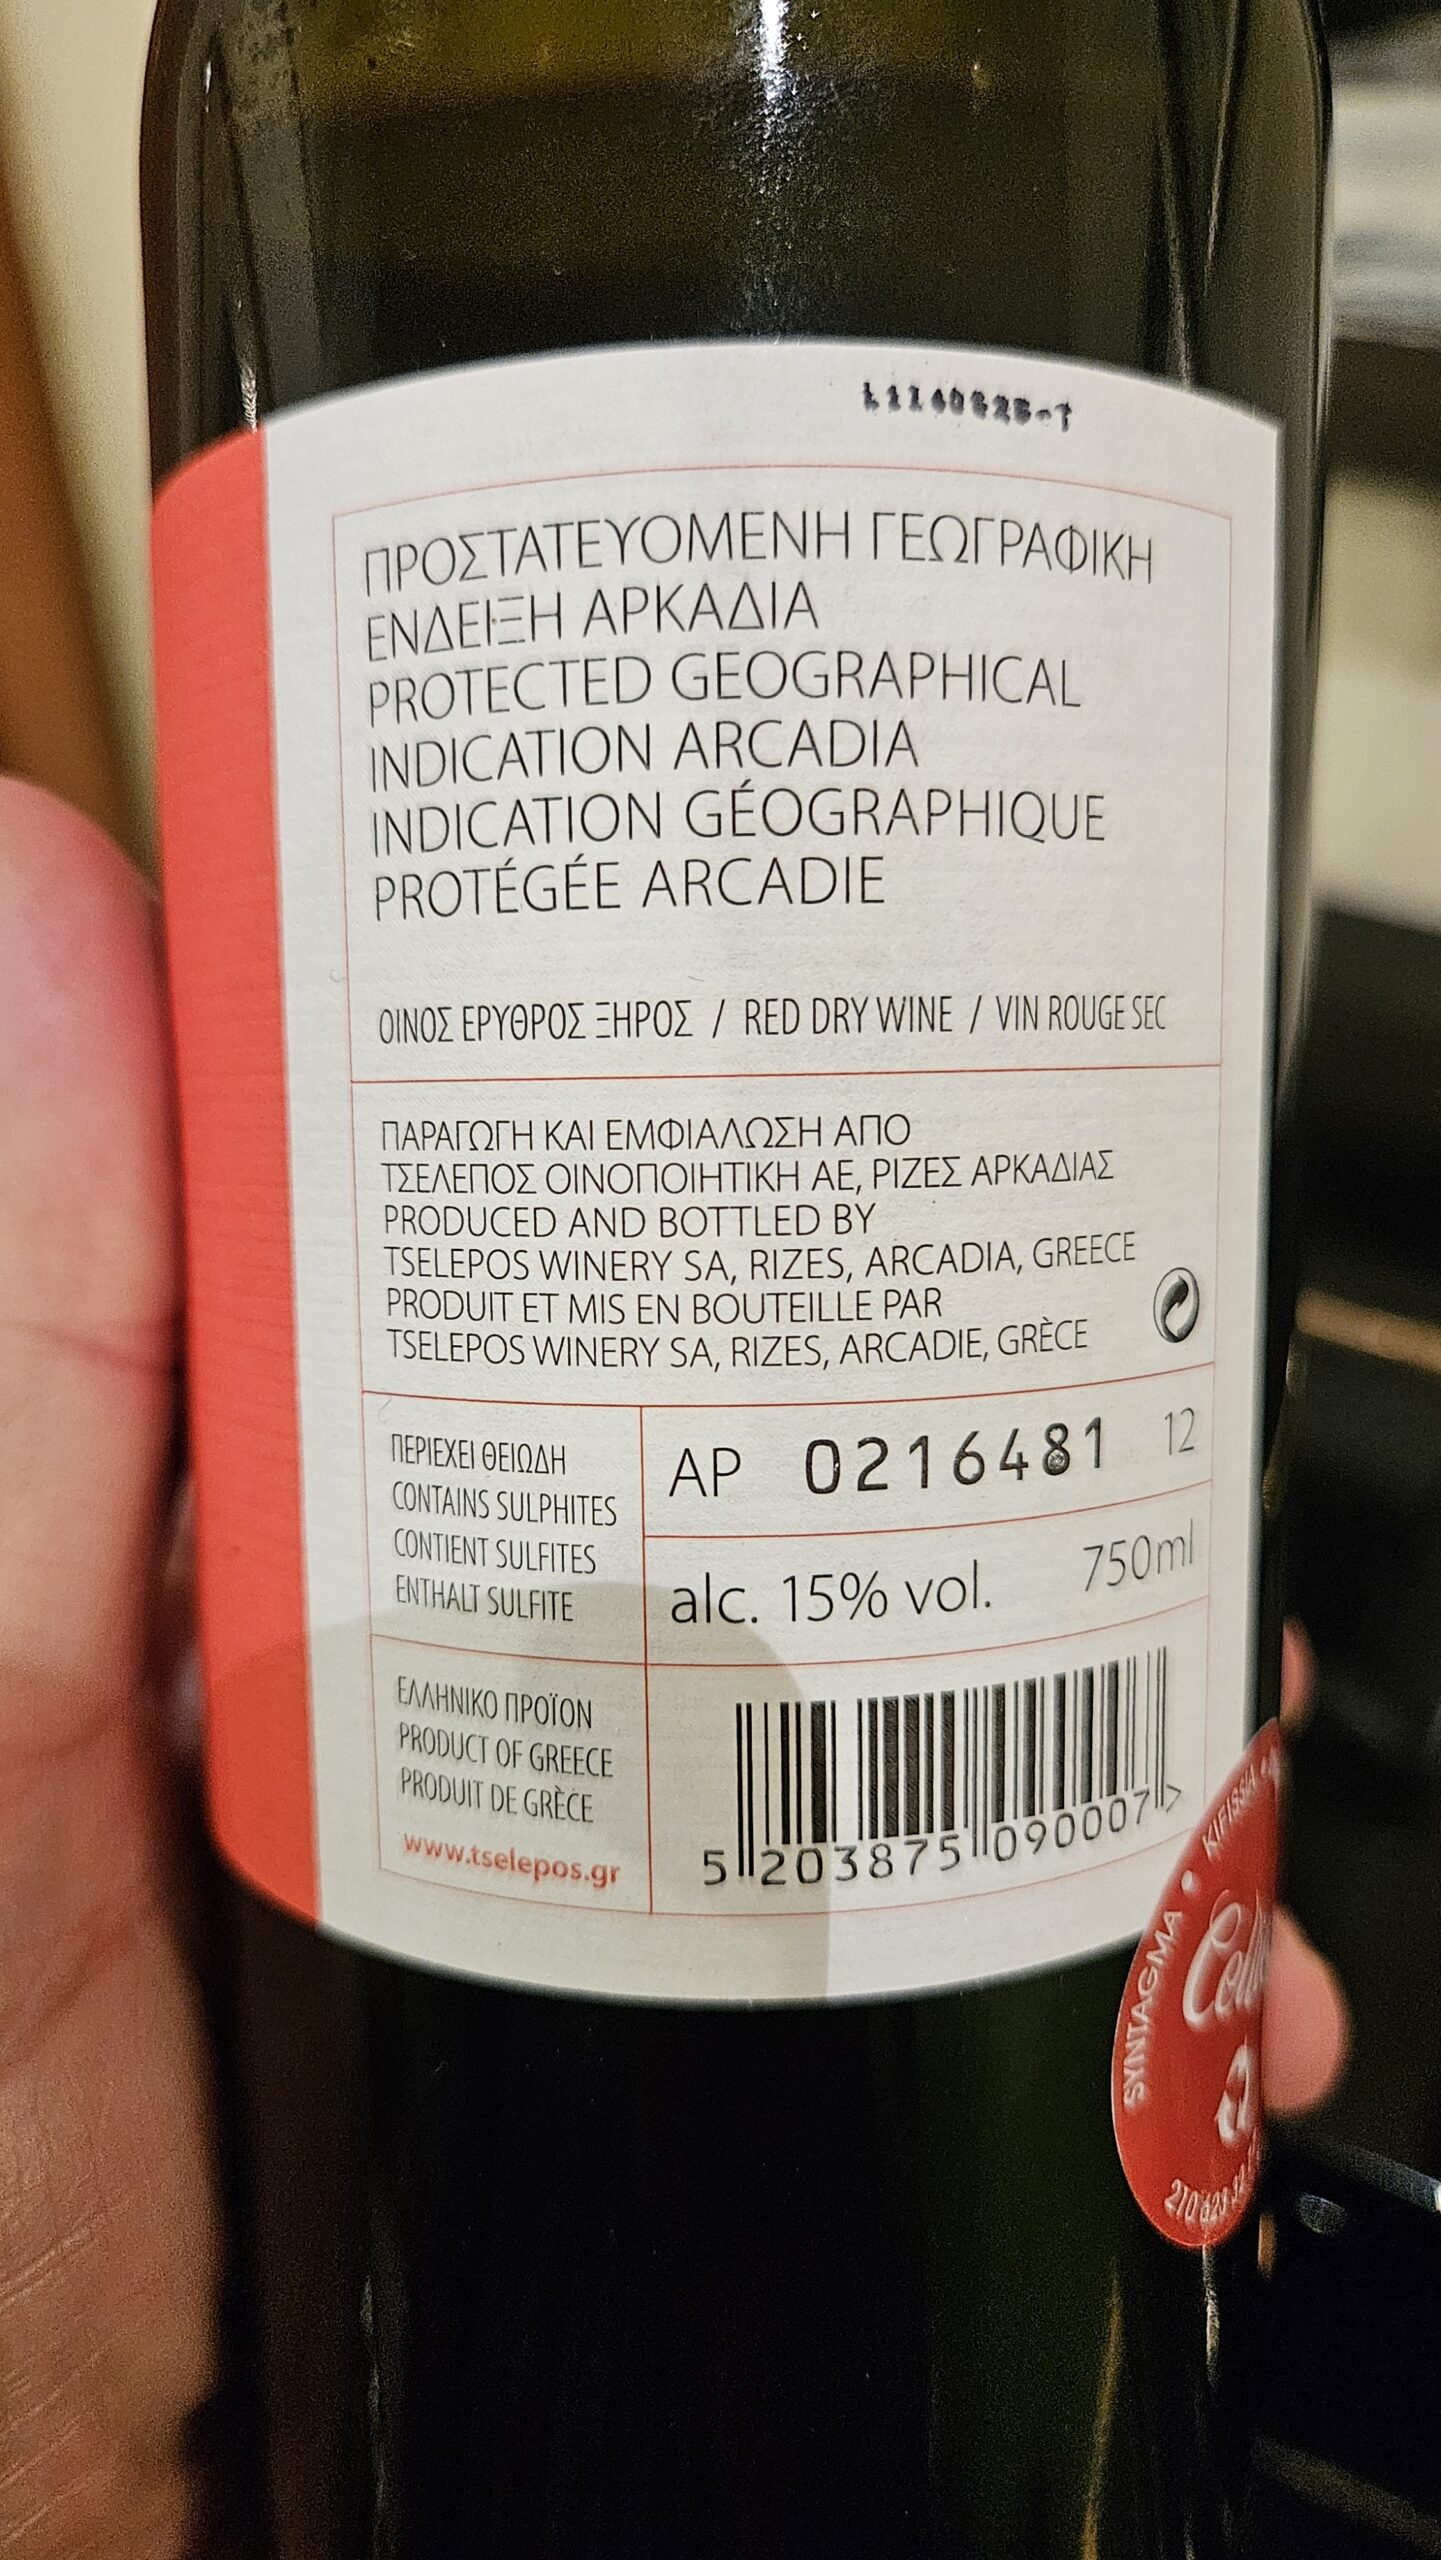 ΠΡΟΣΤΑΤΕΥΟΜΕΝΗ ΓΕΩΓΡΑΦΙΚΗ
ΕΝΔΕΙΞΗ ΑΡΚΑΔΙΑ
PROTECTED GEOGRAPHICAL
INDICATION ARCADIA
INDICATION GÉOGRAPHIQUE
PROTÉGÉE ARCADIE
ΟΙΝΟΣ ΕΡΥΘΡΟΣ ΞΗΡΟΣ / RED DRY WINE / VIN ROUGE SEC
ΠΑΡΑΓΩΓΗ ΚΑΙ ΕΜΦΙΑΛΩΣΗ ΑΠΟ
ΤΣΕΛΕΠΟΣ ΟΙΝΟΠΟΙΗΤΙΚΗ ΑΕ, ΡΙΖΕΣ ΑΡΚΑΔΙΑΣ
PRODUCED AND BOTTLED BY
TSELEPOS WINERY SA, RIZES, ARCADIA, GREECE
PRODUIT ET MIS EN BOUTEILLE PAR
TSELEPOS WINERY SA, RIZES, ARCADIE, GRÈCE
ΠΕΡΙΕΧΕΙ ΘΕΙΩΔΗ
CONTAINS SULPHITES
CONTIENT SULFITES
ENTHALT SULFITE
AP 0216481 12
alc. 15% vol. 750ml
ΕΛΛΗΝΙΚΟ ΠΡΟΪΟΝ
PRODUCT OF GREECE
PRODUIT DE GRÈCE
www.tselepos.gr
5 203875 090007 >
SYNTAGMA • KIFISSIA